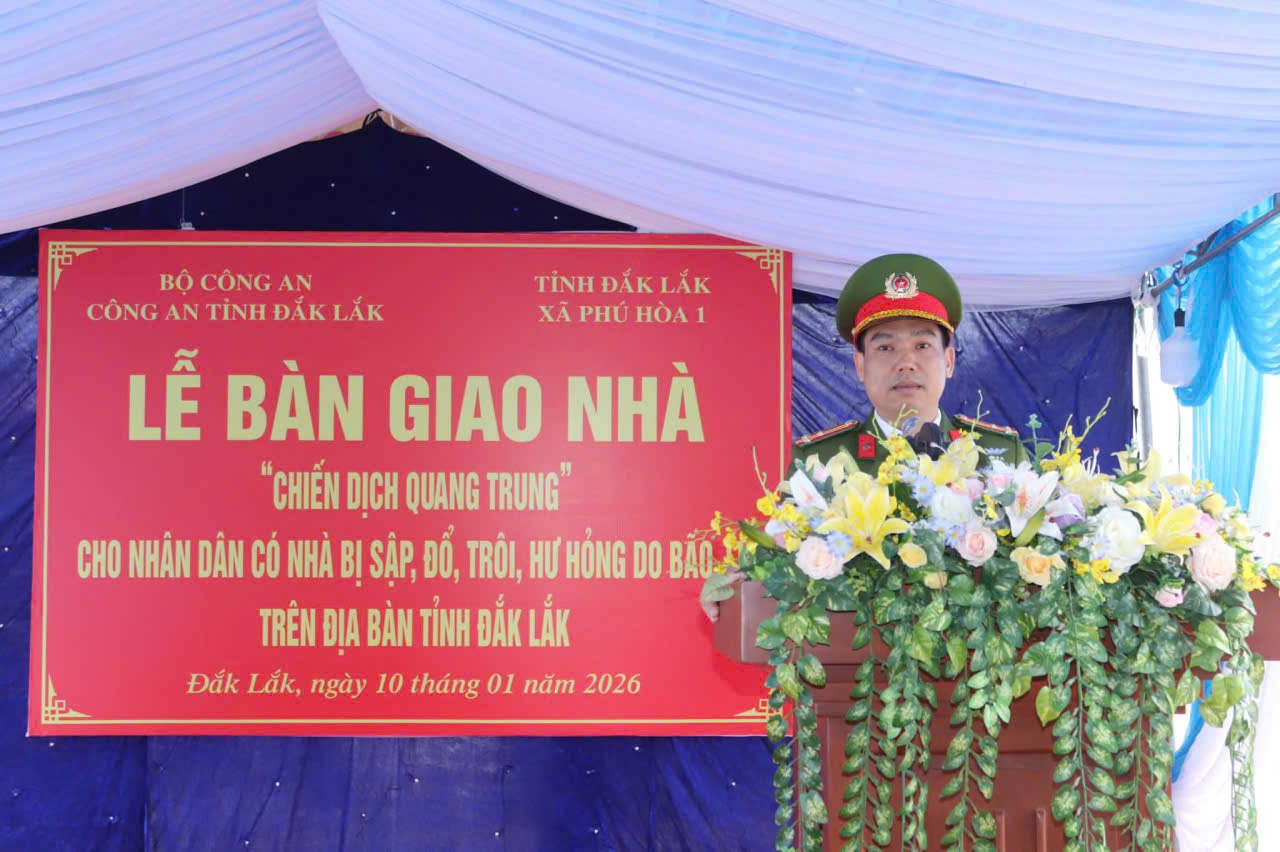 BỘ CÔNG AN
CÔNG AN TỈNH ĐẮK LẮK
TỈNH ĐẮK LẮK
XÃ PHÚ HÒA 1
LỄ BÀN GIAO NHÀ
“CHIẾN DỊCH QUANG TRUNG”
CHO NHÂN DÂN CÓ NHÀ BỊ SẬP, ĐỔ, TRÔI, HƯ HỎNG DO BÃO
TRÊN ĐỊA BÀN TỈNH ĐẮK LẮK
Đắk Lắk, ngày 10 tháng 01 năm 2026